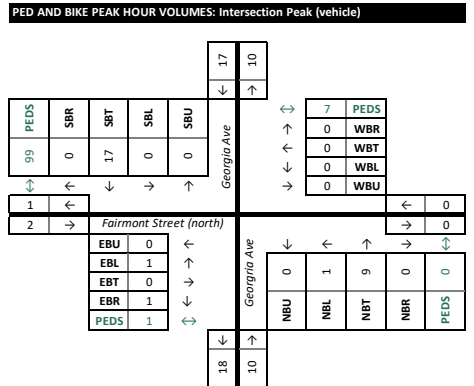 PED AND BIKE PEAK HOUR VOLUMES: Intersection Peak (vehicle)
17 10
↓ ↑
PEDS SBR SBT SBL SBU
99 0 17 0 0
↕ ← ↓ → ↑
Georgia Ave
↔ 7 PEDS
↑ 0 WBR
← 0 WBT
↓ 0 WBL
→ 0 WBU
1 ←
← 0
2 →
Fairmont Street (north)
→ 0
EBU 0 ←
EBL 1 ↑
EBT 0 →
EBR 1 ↓
PEDS 1 ↔
Georgria Ave
↓ ← ↑ → ↕
0 1 9 0 0
NBU NBL NBT NBR PEDS
↓ ↑
18 10